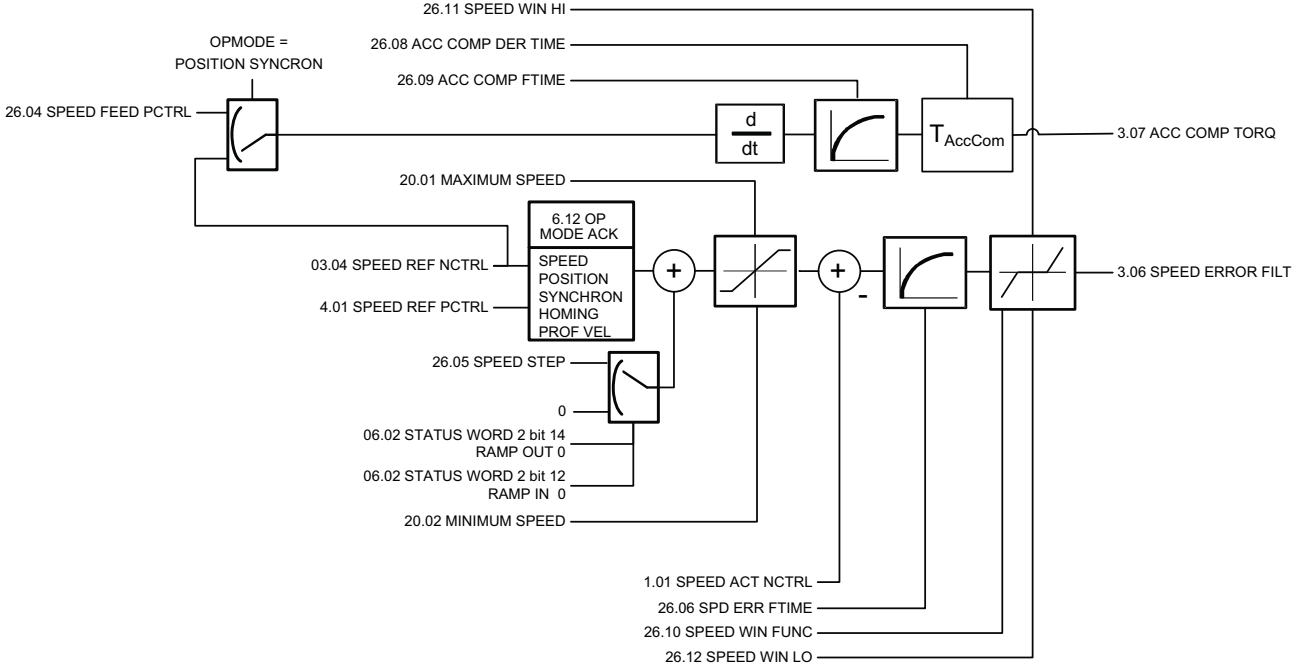 26.11 SPEED WIN HI
OPMODE =
POSITION SYNCRON
26.08 ACC COMP DER TIME
26.09 ACC COMP FTIME
26.04 SPEED FEED PCTRL
d
dt
TAccCom
3.07 ACC COMP TORQ
20.01 MAXIMUM SPEED
6.12 OP
MODE ACK
03.04 SPEED REF NCTRL
4.01 SPEED REF PCTRL
SPEED
POSITION
SYNCHRON
HOMING
PROF VEL
+
+
-
3.06 SPEED ERROR FILT
26.05 SPEED STEP
0
06.02 STATUS WORD 2 bit 14
RAMP OUT 0
06.02 STATUS WORD 2 bit 12
RAMP IN 0
20.02 MINIMUM SPEED
1.01 SPEED ACT NCTRL
26.06 SPD ERR FTIME
26.10 SPEED WIN FUNC
26.12 SPEED WIN LO